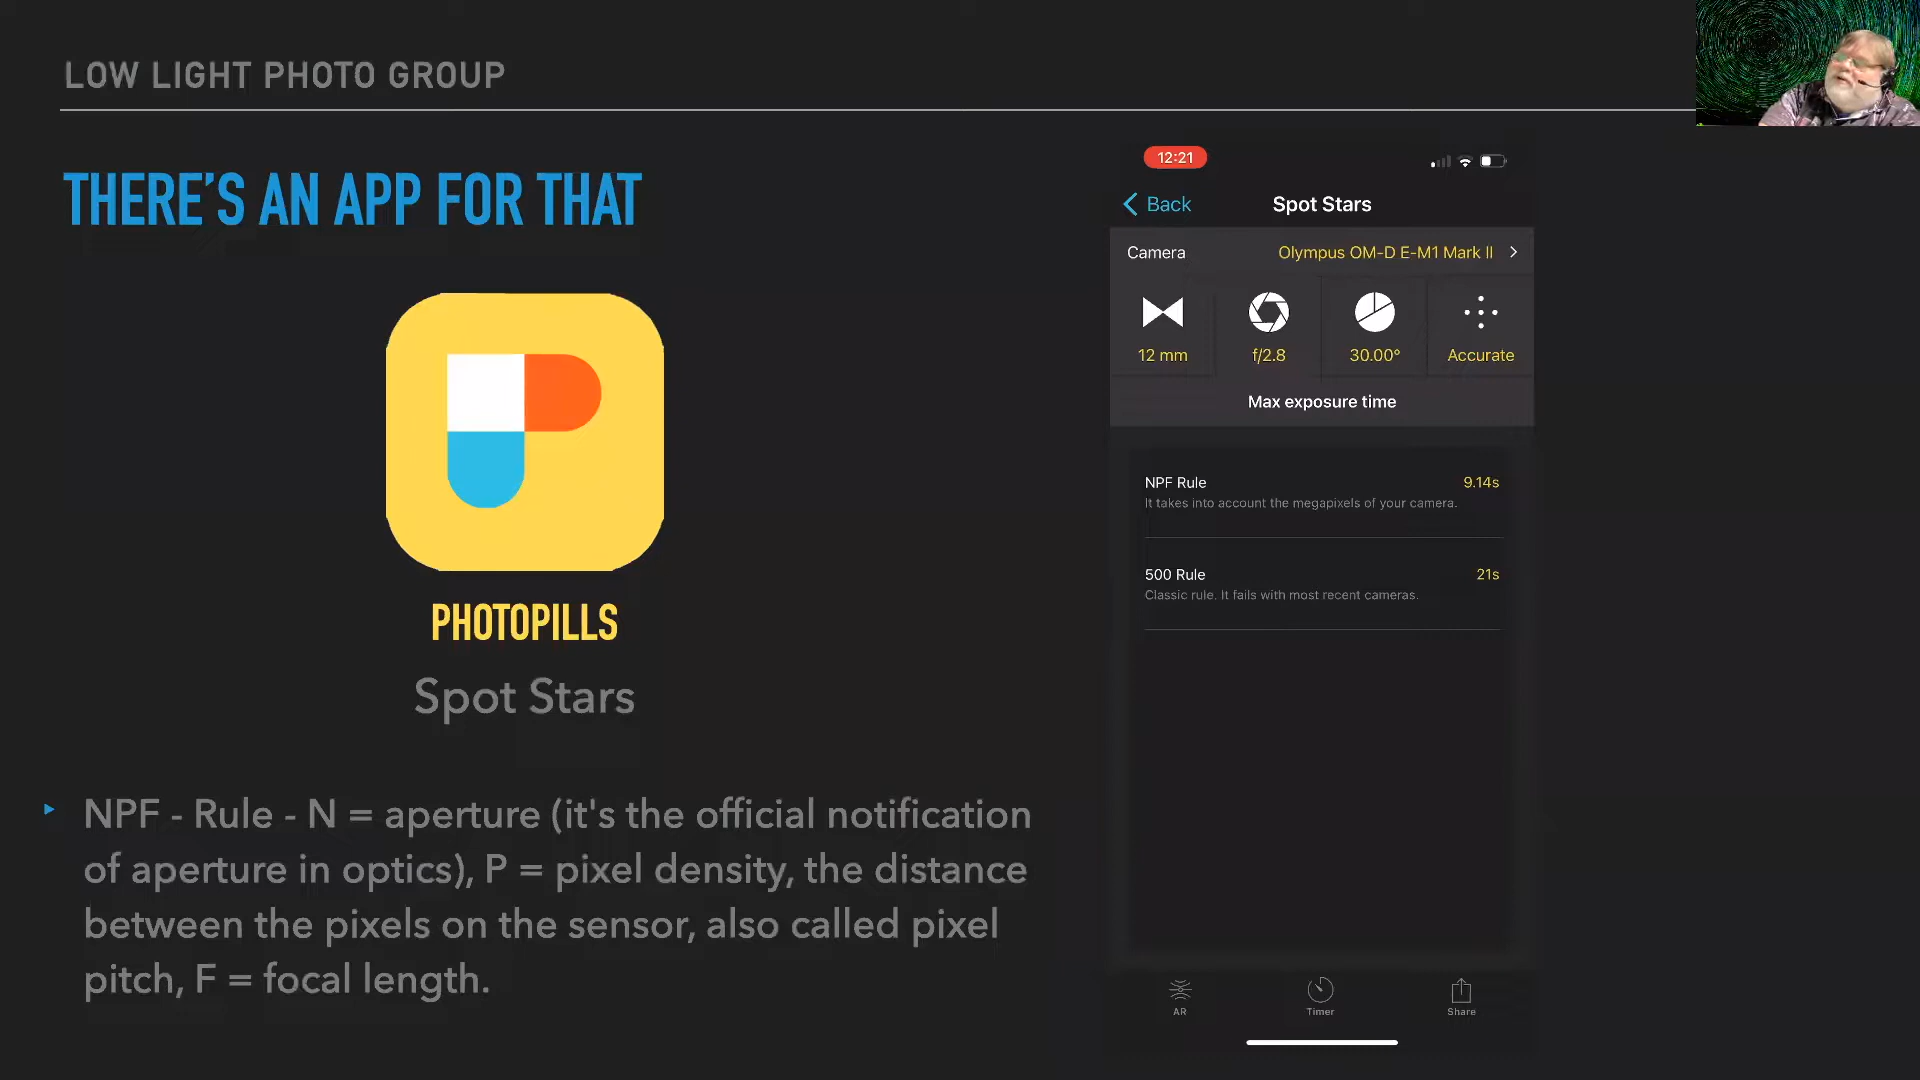 LOW LIGHT PHOTO GROUP
THERE'S AN APP FOR THAT
PHOTOPILLS
Spot Stars
‣ NPF - Rule - N = aperture (it's the official notification
of aperture in optics), P = pixel density, the distance
between the pixels on the sensor, also called pixel
pitch, F = focal length.
12:21
Back Spot Stars
Camera Olympus OM-D E-M1 Mark II
12 mm f/2.8 30.00° Accurate
Max exposure time
NPF Rule 9.14s
It takes into account the megapixels of your camera.
500 Rule 21s
Classic rule. It fails with most recent cameras.
AR Timer Share